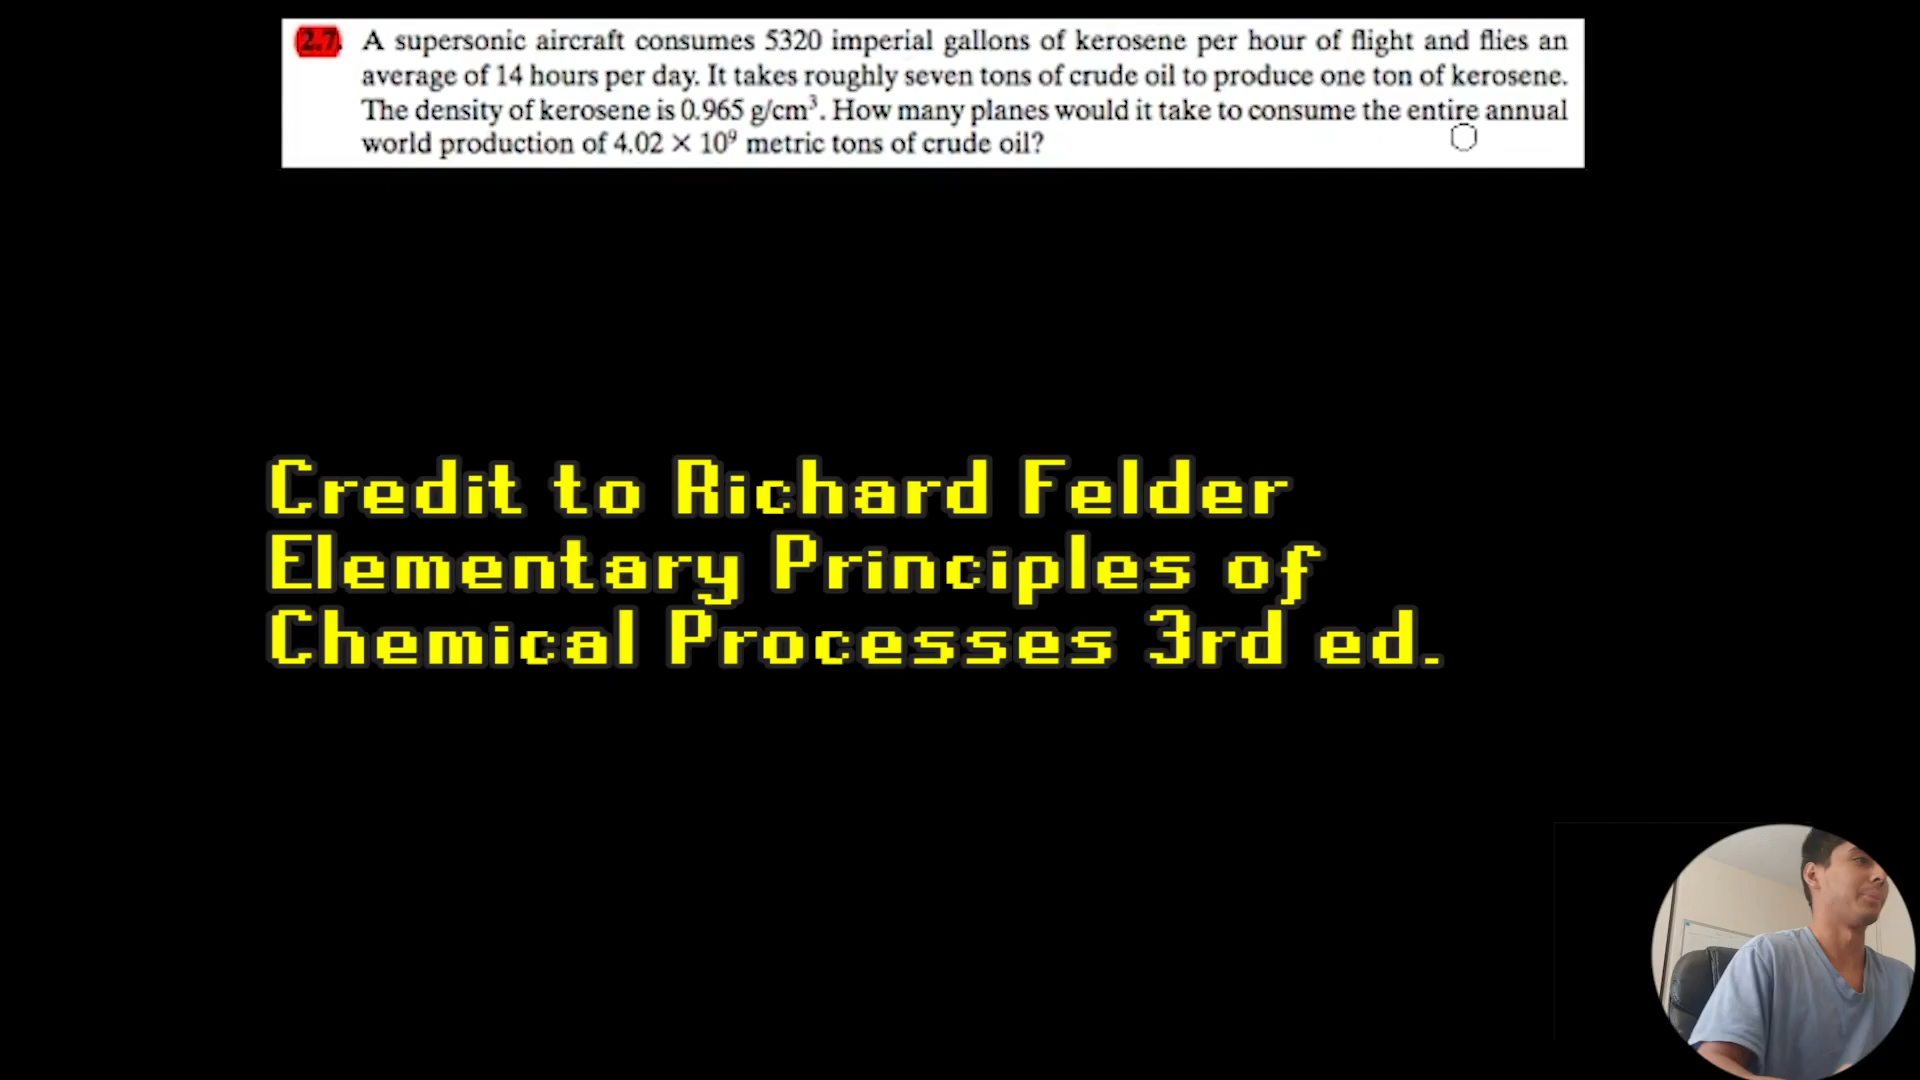 2.7. A supersonic aircraft consumes 5320 imperial gallons of kerosene per hour of flight and flies an
average of 14 hours per day. It takes roughly seven tons of crude oil to produce one ton of kerosene.
The density of kerosene is 0.965 g/cm³. How many planes would it take to consume the entire annual
world production of 4.02 × 10⁹ metric tons of crude oil?
Credit to Richard Felder
Elementary Principles of
Chemical Processes 3rd ed.